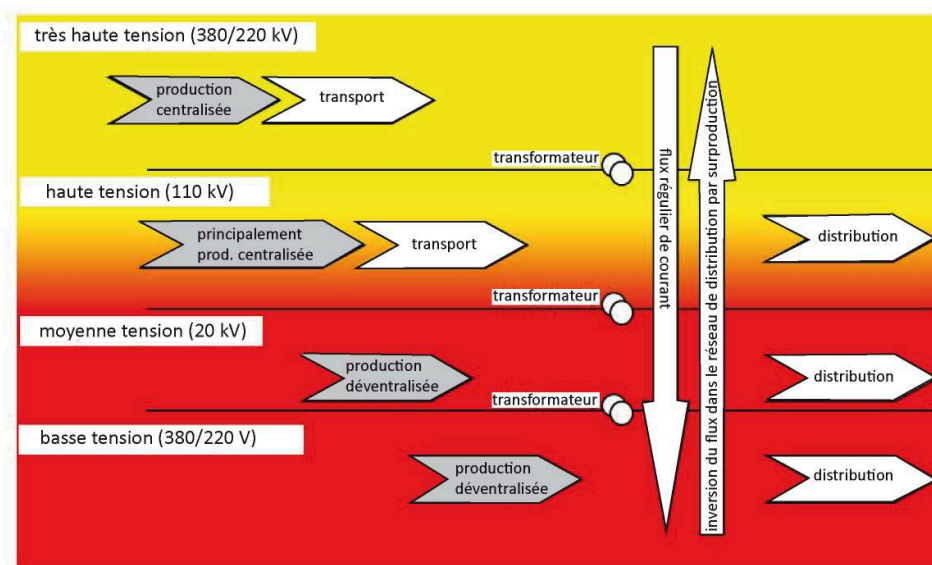 très haute tension (380/220 kV)
production
centralisée
transport
transformateur
haute tension (110 kV)
principalement
prod. centralisée
transport
distribution
transformateur
moyenne tension (20 kV)
production
déventralisée
distribution
transformateur
basse tension (380/220 V)
production
déventralisée
distribution
flux régulier de courant
inversion du flux dans le réseau de distribution par surproduction